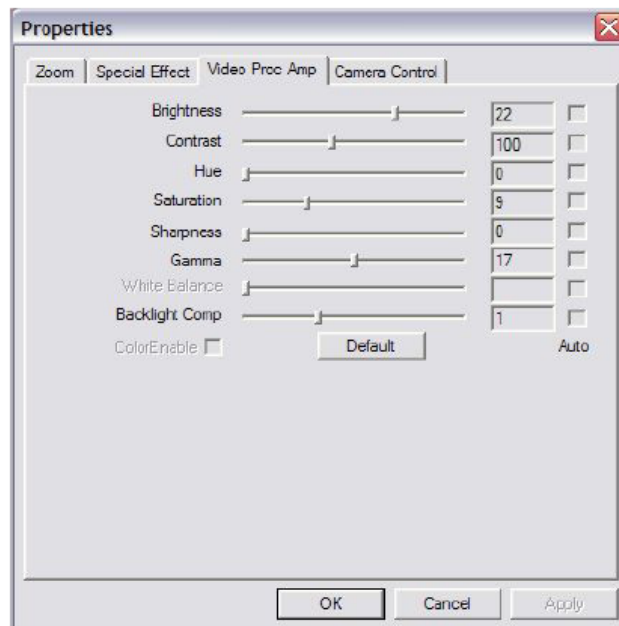 Properties
Zoom Special Effect Video Proc Amp Camera Control
Brightness 22
Contrast 100
Hue 0
Saturation 9
Sharpness 0
Gamma 17
White Balance
Backlight Comp 1
ColorEnable Default Auto
OK Cancel Apply